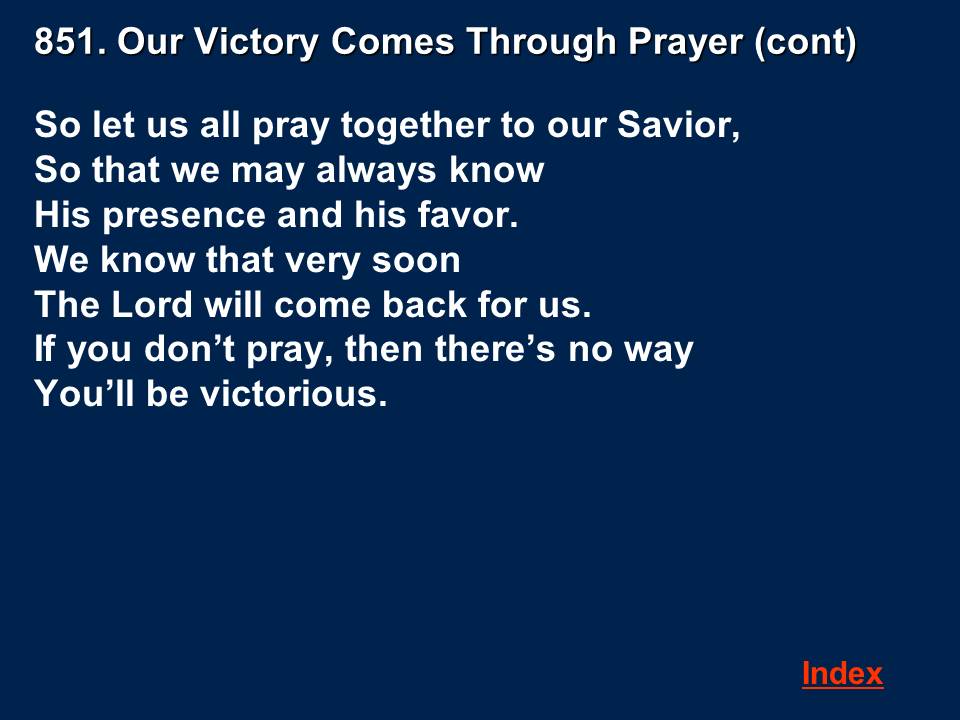 851. Our Victory Comes Through Prayer (cont)
So let us all pray together to our Savior,
So that we may always know
His presence and his favor.
We know that very soon
The Lord will come back for us.
If you don’t pray, then there’s no way
You’ll be victorious.
Index